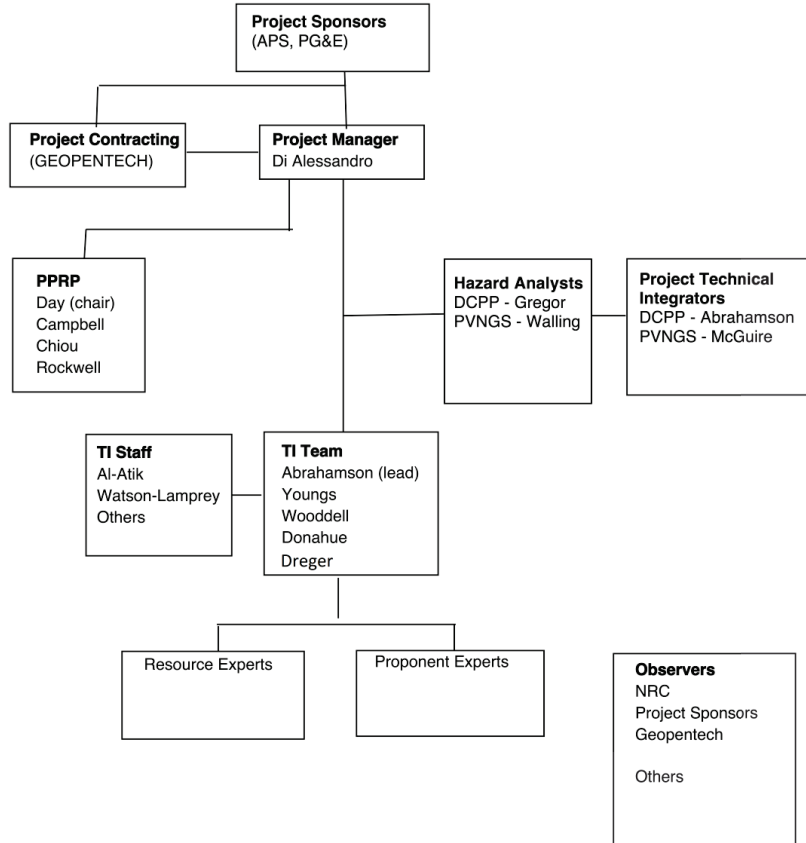 Project Sponsors
(APS, PG&E)
Project Contracting
(GEOPENTECH)
Project Manager
Di Alessandro
PPRP
Day (chair)
Campbell
Chiou
Rockwell
Hazard Analysts
DCPP - Gregor
PVNGS - Walling
Project Technical
Integrators
DCPP - Abrahamson
PVNGS - McGuire
TI Staff
Al-Atik
Watson-Lamprey
Others
TI Team
Abrahamson (lead)
Youngs
Wooddell
Donahue
Dreger
Resource Experts
Proponent Experts
Observers
NRC
Project Sponsors
Geopentech
Others